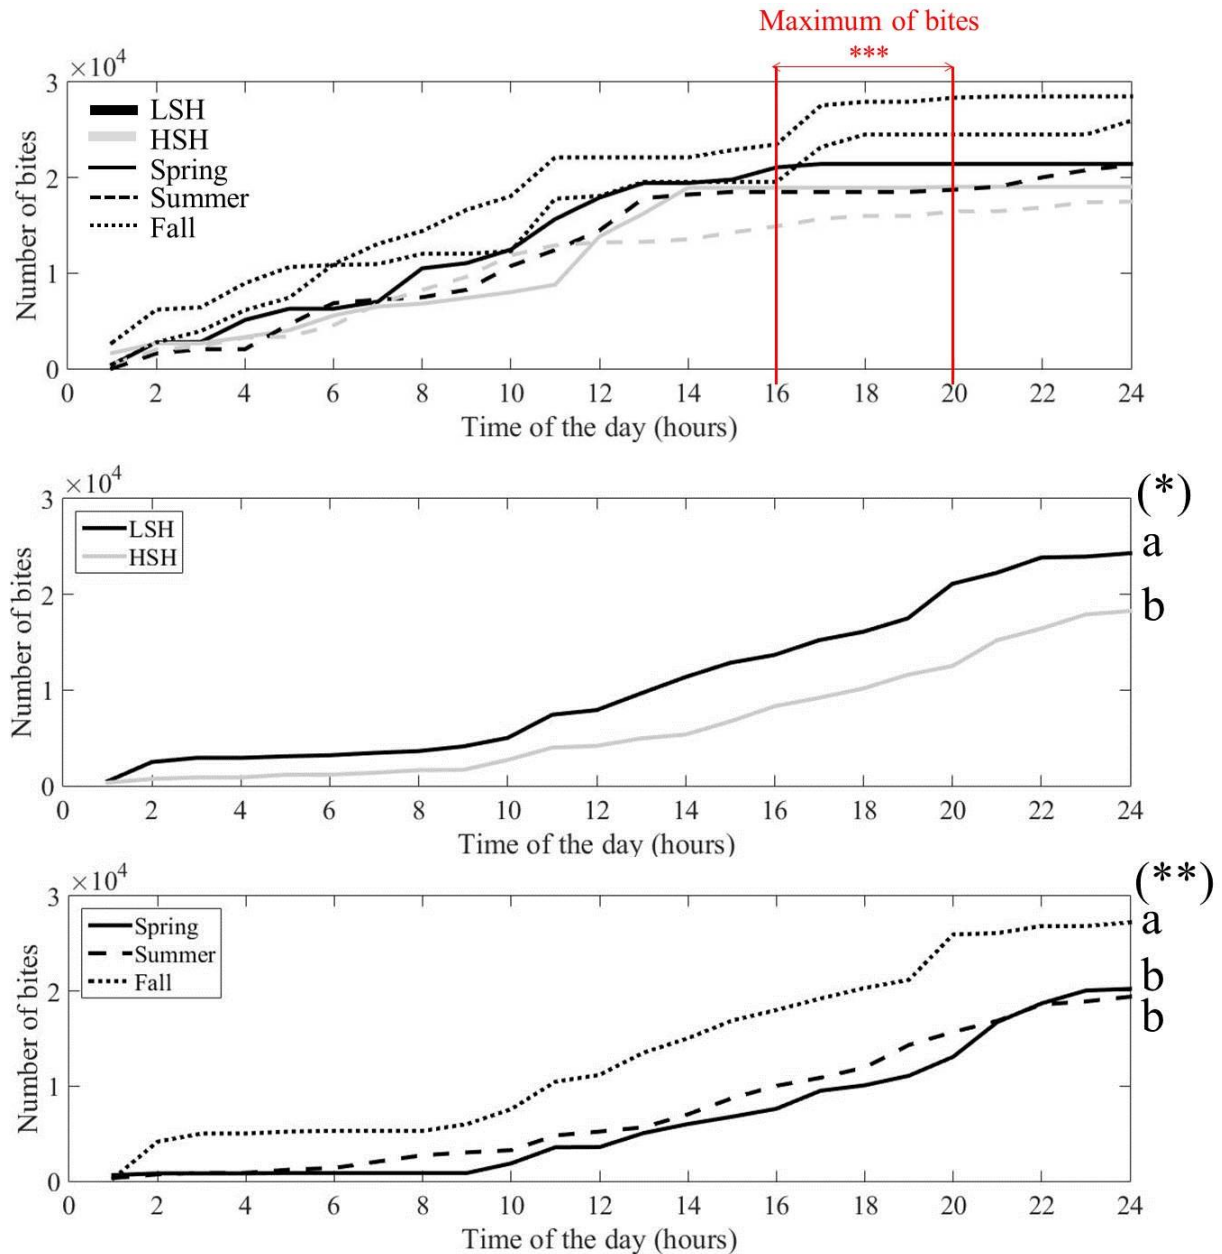 Maximum of bites
***
×10⁴
3
2
1
0
Number of bites
LSH
HSH
Spring
Summer
Fall
0 2 4 6 8 10 12 14 16 18 20 22 24
Time of the day (hours)
×10⁴
3
2
1
0
Number of bites
LSH
HSH
(*)
a
b
0 2 4 6 8 10 12 14 16 18 20 22 24
Time of the day (hours)
×10⁴
3
2
1
0
Number of bites
Spring
Summer
Fall
(**)
a
b
b
0 2 4 6 8 10 12 14 16 18 20 22 24
Time of the day (hours)